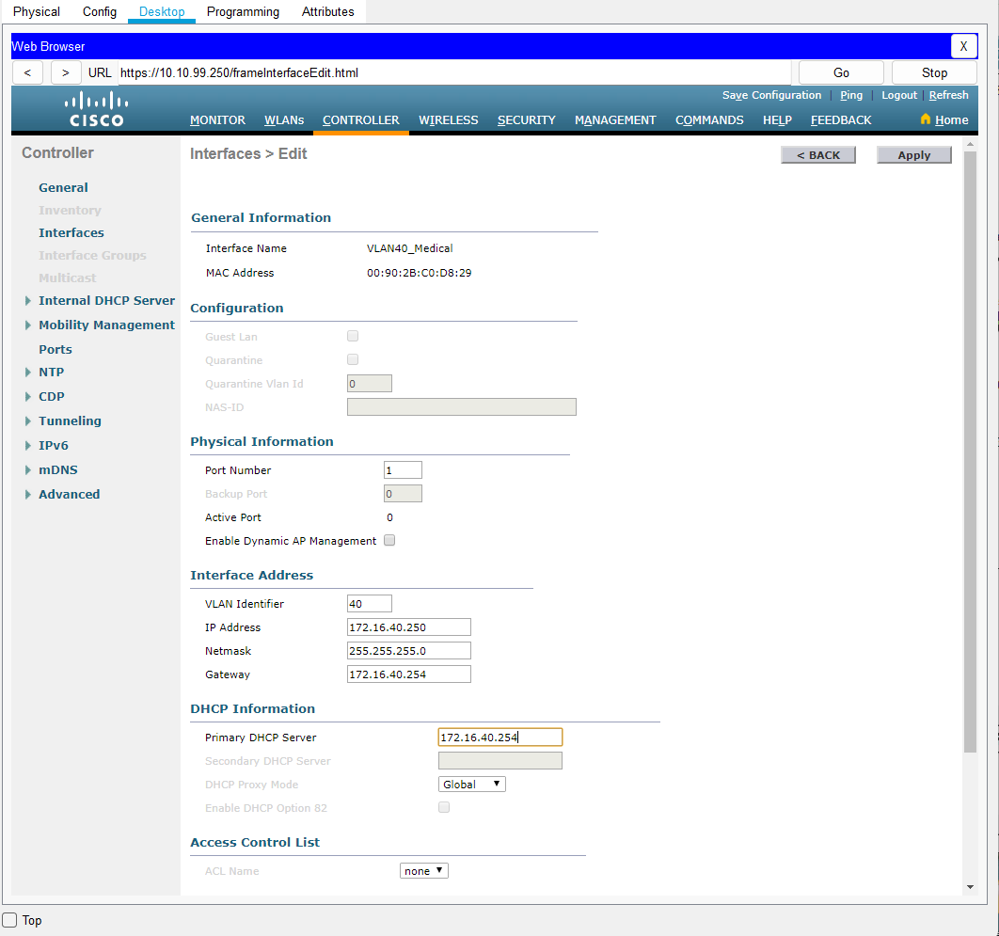 Physical Config Desktop Programming Attributes
Web Browser X
< > URL https://10.10.99.250/frameInterfaceEdit.html Go Stop
Save Configuration Ping Logout Refresh
CISCO
MONITOR WLANs CONTROLLER WIRELESS SECURITY MANAGEMENT COMMANDS HELP FEEDBACK Home
Controller
General
Inventory
Interfaces
Interface Groups
Multicast
Internal DHCP Server
Mobility Management
Ports
NTP
CDP
Tunneling
IPv6
mDNS
Advanced
Interfaces > Edit
< BACK Apply
General Information
Interface Name VLAN40_Medical
MAC Address 00:90:2B:C0:D8:29
Configuration
Guest Lan
Quarantine
Quarantine Vlan Id 0
NAS-ID
Physical Information
Port Number 1
Backup Port 0
Active Port 0
Enable Dynamic AP Management
Interface Address
VLAN Identifier 40
IP Address 172.16.40.250
Netmask 255.255.255.0
Gateway 172.16.40.254
DHCP Information
Primary DHCP Server 172.16.40.254
Secondary DHCP Server
DHCP Proxy Mode Global
Enable DHCP Option 82
Access Control List
ACL Name none
Top